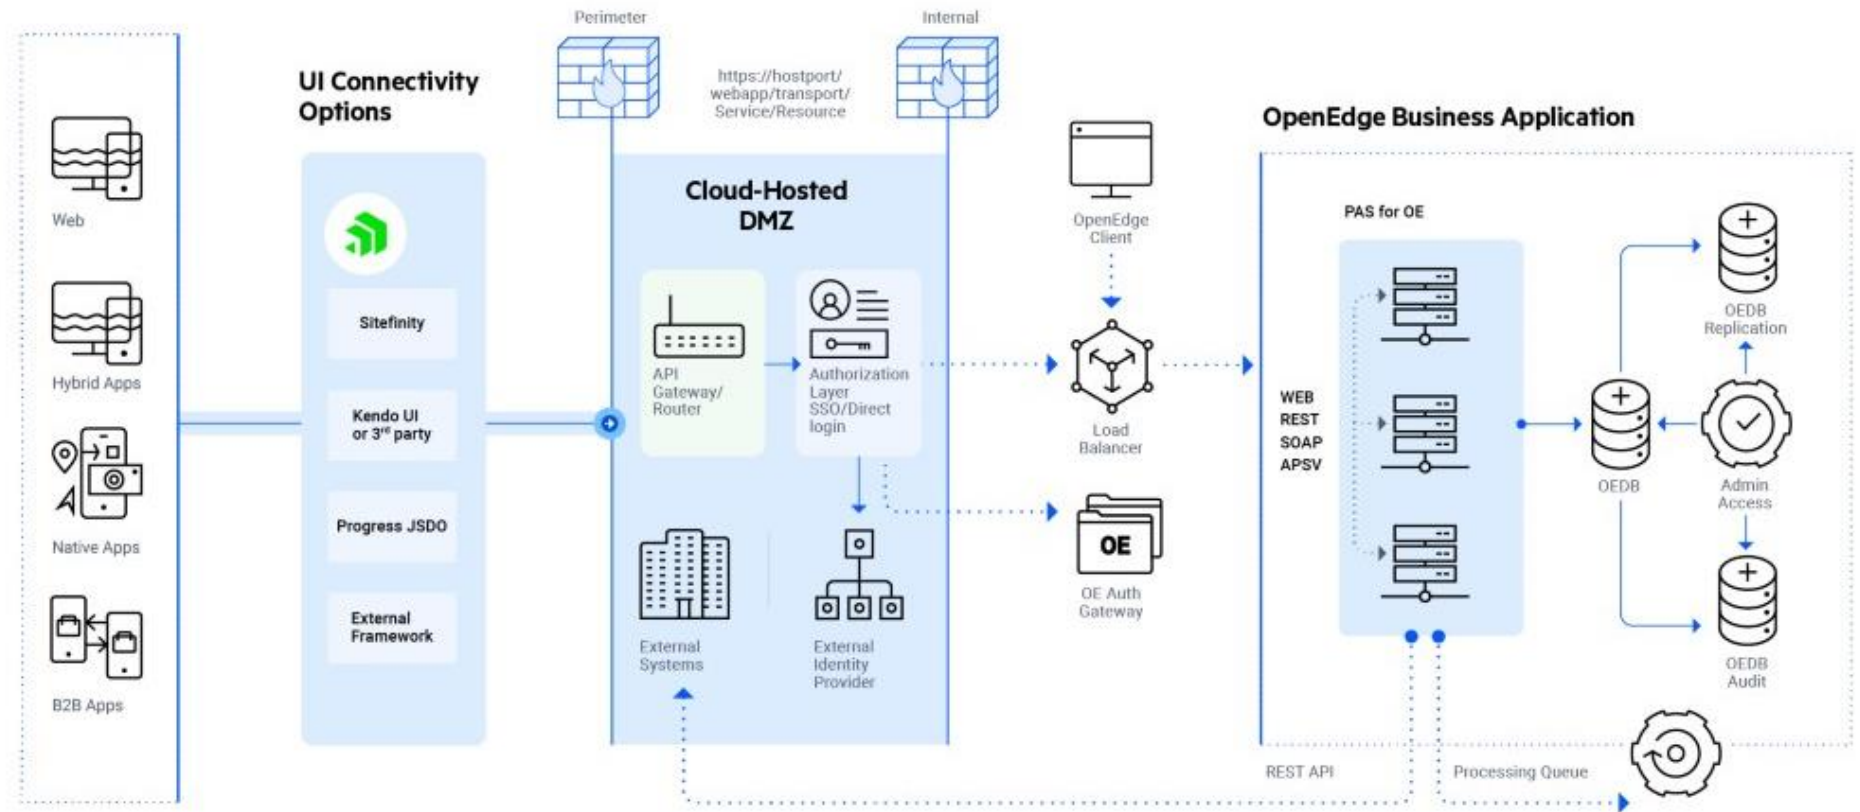 Perimeter
Internal
https://hostport/
webapp/transport/
Service/Resource
UI Connectivity
Options
Web
Hybrid Apps
Native Apps
B2B Apps
Sitefinity
Kendo UI
or 3rd party
Progress JSDO
External
Framework
Cloud-Hosted
DMZ
API
Gateway/
Router
Authorization
Layer
SSO/Direct
login
External
Systems
External
Identity
Provider
OpenEdge
Client
Load
Balancer
OE
OE Auth
Gateway
OpenEdge Business Application
PAS for OE
WEB
REST
SOAP
APSV
OEDB
OEDB
Replication
Admin
Access
OEDB
Audit
REST API
Processing Queue